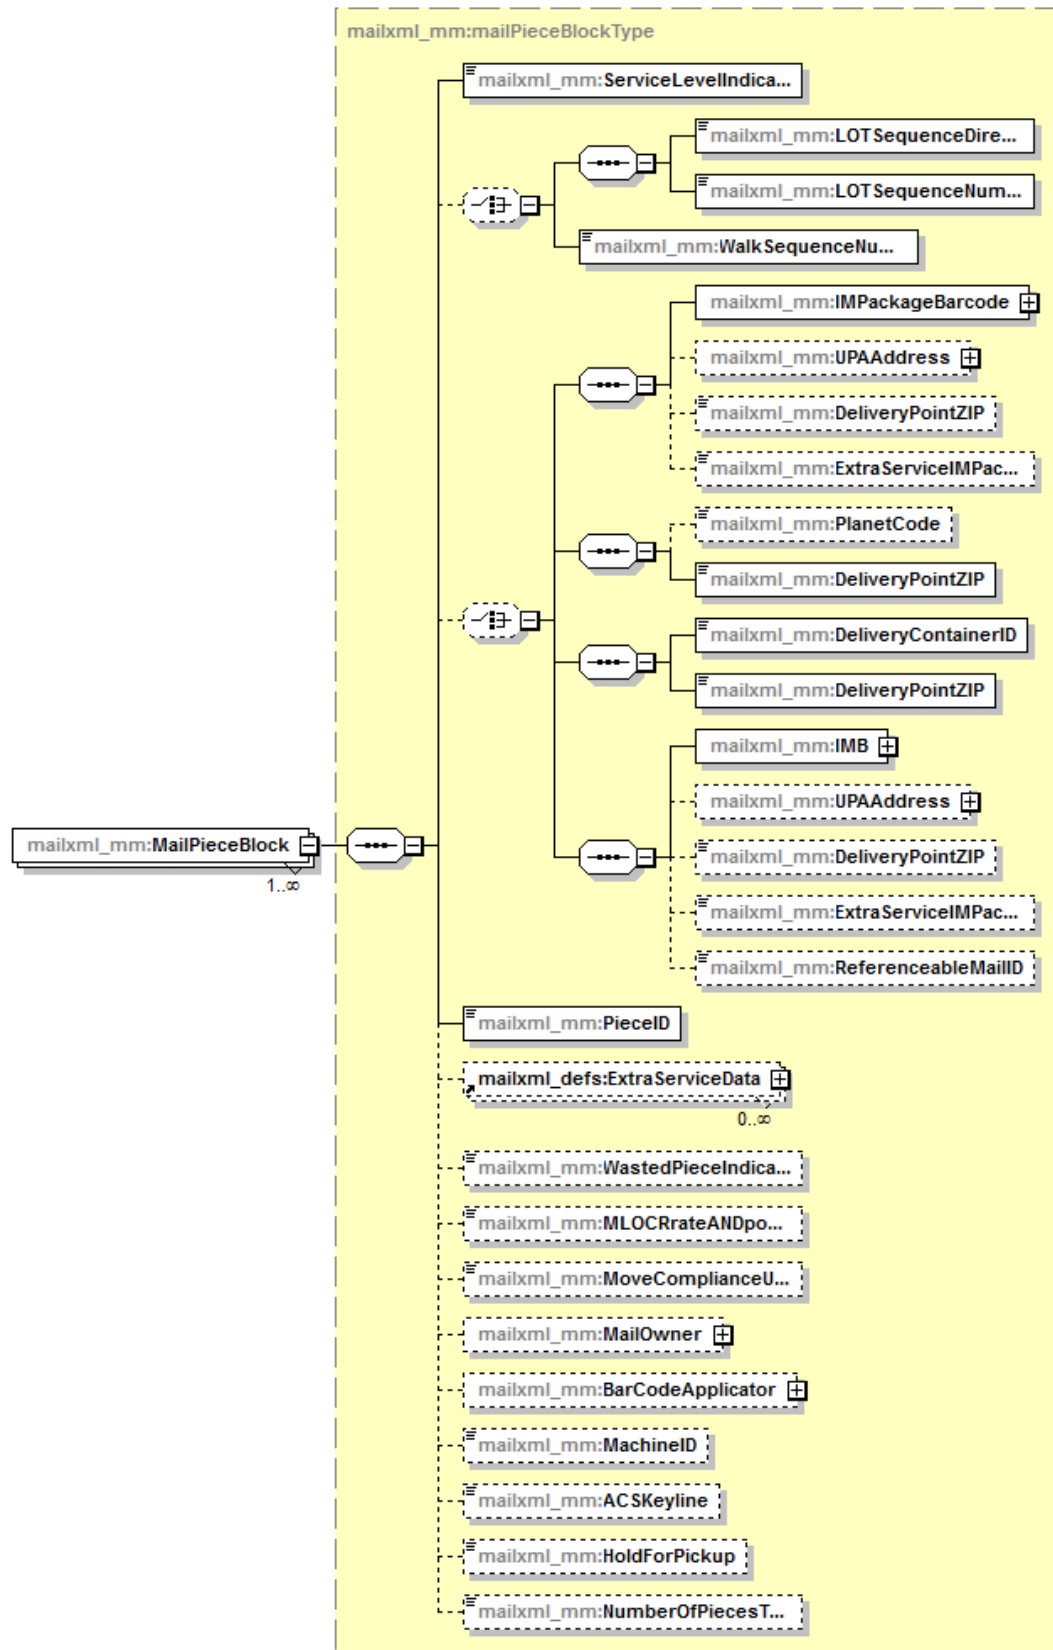 mailxml_mm:mailPieceBlockType
mailxml_mm:ServiceLevelIndica...
mailxml_mm:LOTSequenceDire...
mailxml_mm:LOTSequenceNum...
mailxml_mm:WalkSequenceNu...
mailxml_mm:IMPackageBarcode
mailxml_mm:UPAAddress
mailxml_mm:DeliveryPointZIP
mailxml_mm:ExtraServiceIMPac...
mailxml_mm:PlanetCode
mailxml_mm:DeliveryPointZIP
mailxml_mm:DeliveryContainerID
mailxml_mm:DeliveryPointZIP
mailxml_mm:IMB
mailxml_mm:UPAAddress
mailxml_mm:MailPieceBlock
1..∞
mailxml_mm:DeliveryPointZIP
mailxml_mm:ExtraServiceIMPac...
mailxml_mm:ReferenceableMailID
mailxml_mm:PieceID
mailxml_defs:ExtraServiceData
0..∞
mailxml_mm:WastedPieceIndica...
mailxml_mm:MLOCRrateANDpo...
mailxml_mm:MoveComplianceU...
mailxml_mm:MailOwner
mailxml_mm:BarCodeApplicator
mailxml_mm:MachineID
mailxml_mm:ACSKeyline
mailxml_mm:HoldForPickup
mailxml_mm:NumberOfPiecesT...